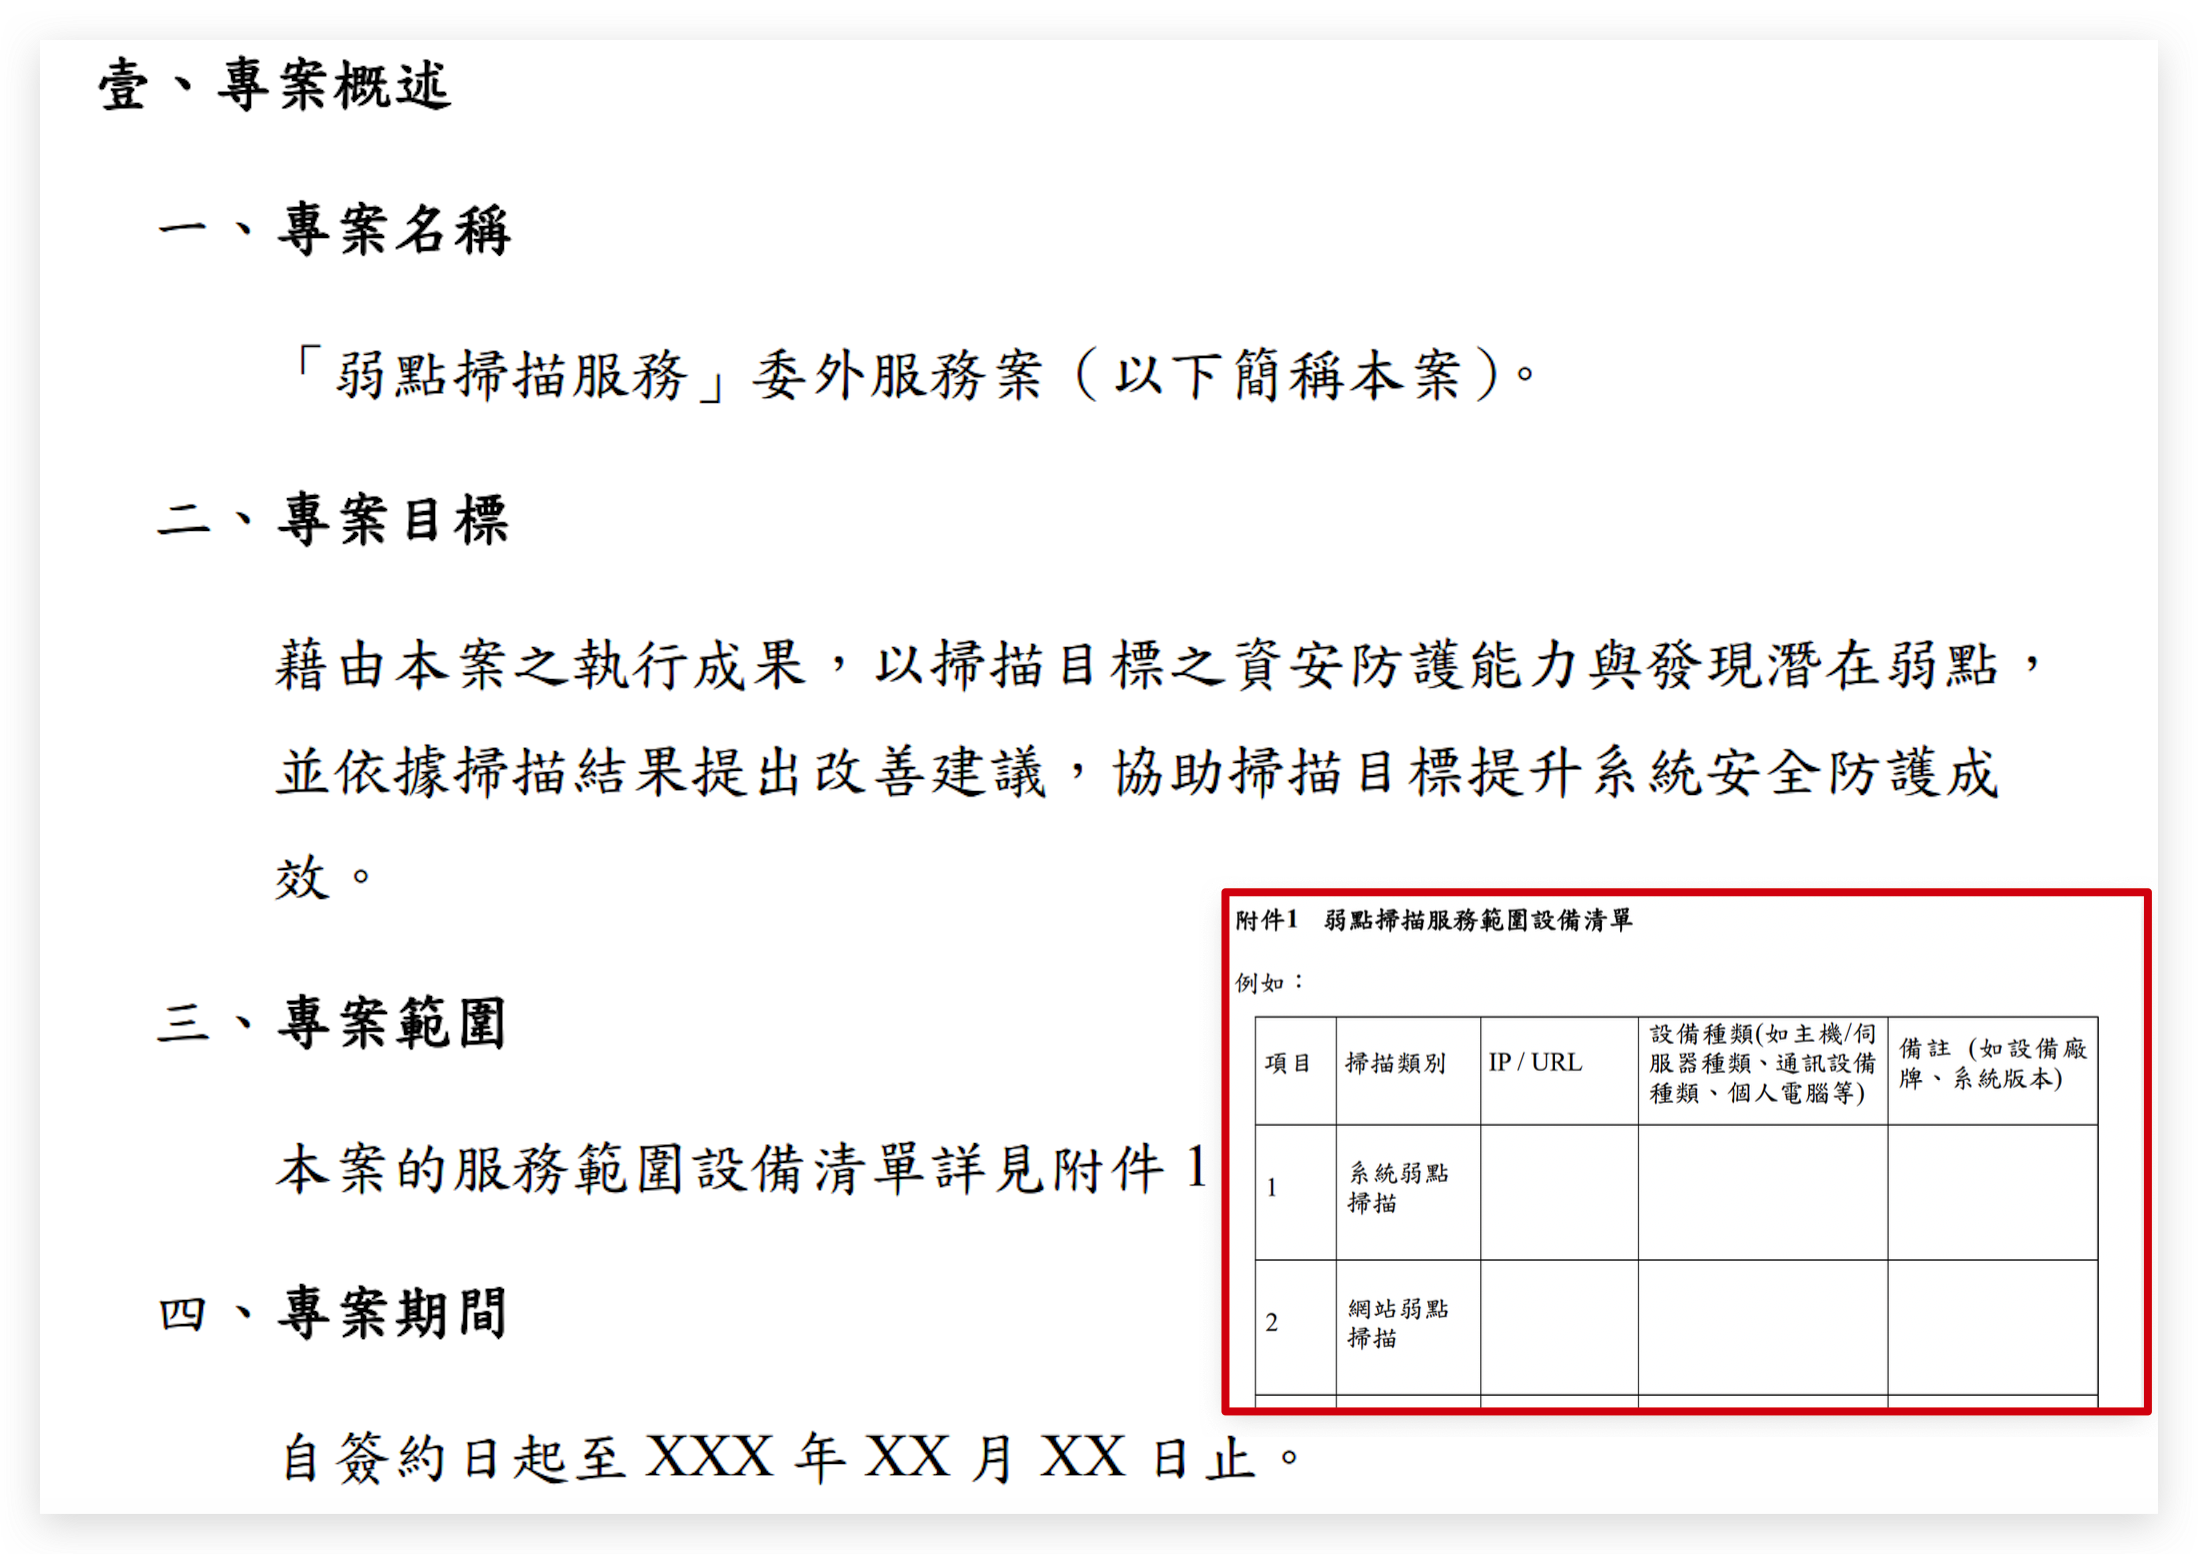 壹、專案概述
一、專案名稱
「弱點掃描服務」委外服務案（以下簡稱本案）。
二、專案目標
藉由本案之執行成果，以掃描目標之資安防護能力與發現潛在弱點，
並依據掃描結果提出改善建議，協助掃描目標提升系統安全防護成
效。
三、專案範圍
本案的服務範圍設備清單詳見附件 1
四、專案期間
自簽約日起至 XXX 年 XX 月 XX 日止。
附件1　弱點掃描服務範圍設備清單
例如：
項目
掃描類別
IP / URL
設備種類(如主機/伺
服器種類、通訊設備
種類、個人電腦等)
備註 (如設備廠
牌、系統版本)
1
系統弱點
掃描
2
網站弱點
掃描